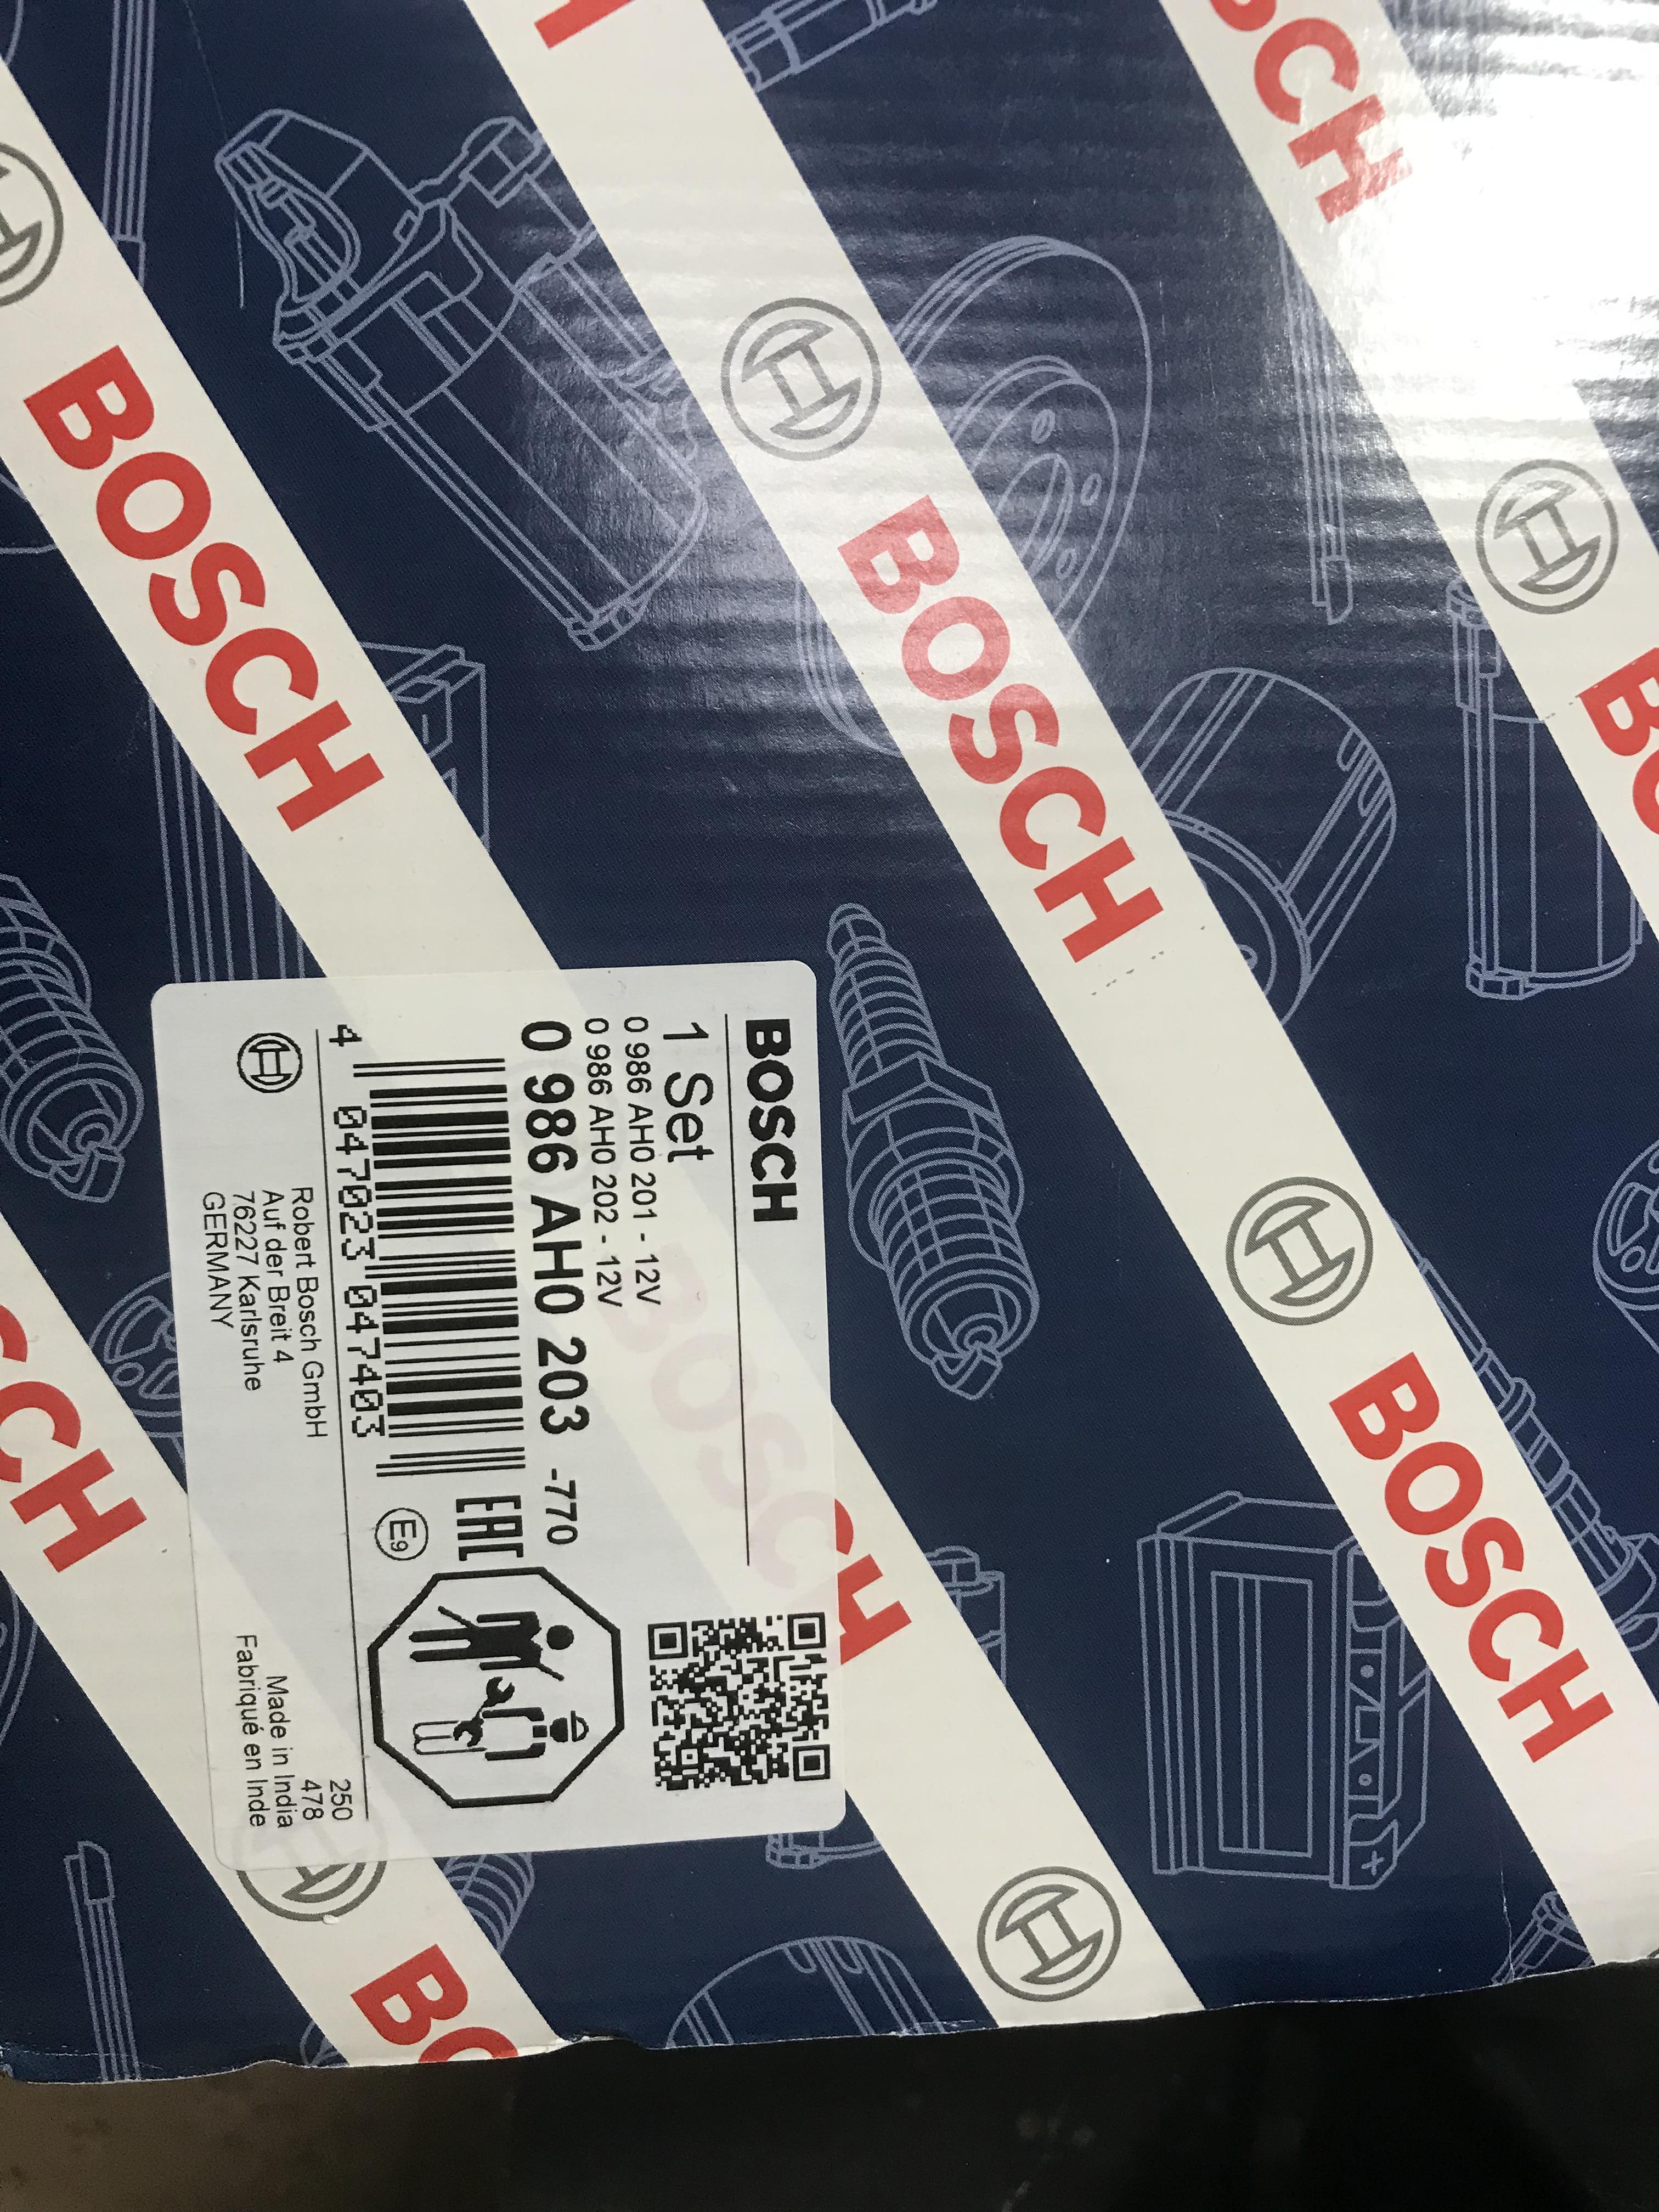 BOSCH
BOSCH
BOSCH
BOSCH
BOSCH
1 Set
0 986 AH0 201 - 12V
0 986 AH0 202 - 12V
0 986 AH0 203 -770
4 047023 047403
EAC
E9
Robert Bosch GmbH
Auf der Breit 4
76227 Karlsruhe
GERMANY
250
478
Made in India
Fabriqué en Inde